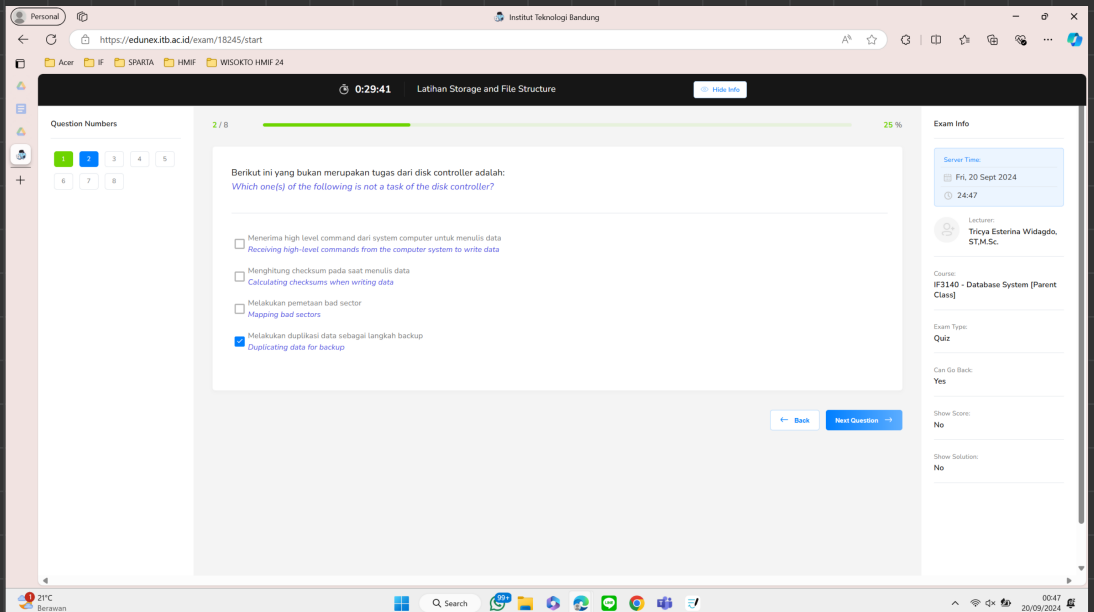 Personal
Institut Teknologi Bandung
https://edunex.itb.ac.id/exam/18245/start
Acer IF SPARTA HMIF WISOKTO HMIF 24
0:29:41 Latihan Storage and File Structure Hide Info
Question Numbers
1 2 3 4 5
6 7 8
2 / 8 25 %
Berikut ini yang bukan merupakan tugas dari disk controller adalah:
Which one(s) of the following is not a task of the disk controller?
Menerima high level command dari system computer untuk menulis data
Receiving high-level commands from the computer system to write data
Menghitung checksum pada saat menulis data
Calculating checksums when writing data
Melakukan pemetaan bad sector
Mapping bad sectors
Melakukan duplikasi data sebagai langkah backup
Duplicating data for backup
← Back Next Question →
Exam Info
Server Time:
Fri, 20 Sept 2024
24:47
Lecturer:
Tricya Esterina Widagdo,
ST,M.Sc.
Course:
IF3140 - Database System [Parent
Class]
Exam Type:
Quiz
Can Go Back:
Yes
Show Score:
No
Show Solution:
No
1
21°C
Berawan
Search
99+
LINE
00:47
20/09/2024